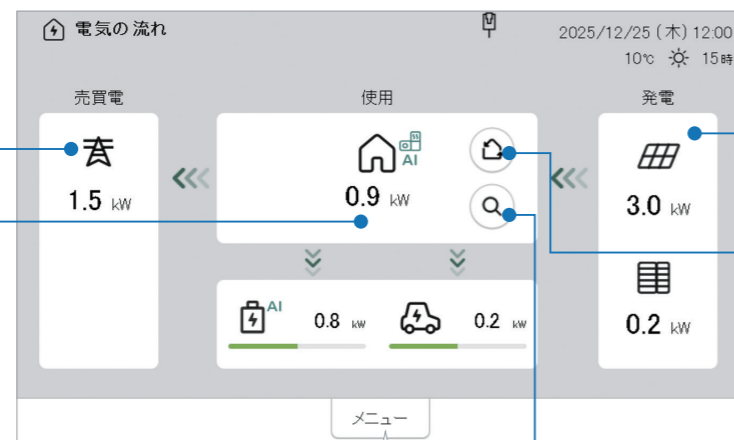 電気の流れ
2025/12/25 (木) 12:00
10℃ 15時
売買電
使用
発電
AI
1.5 kW
0.9 kW
3.0 kW
AI
0.8 kW
0.2 kW
0.2 kW
メニュー